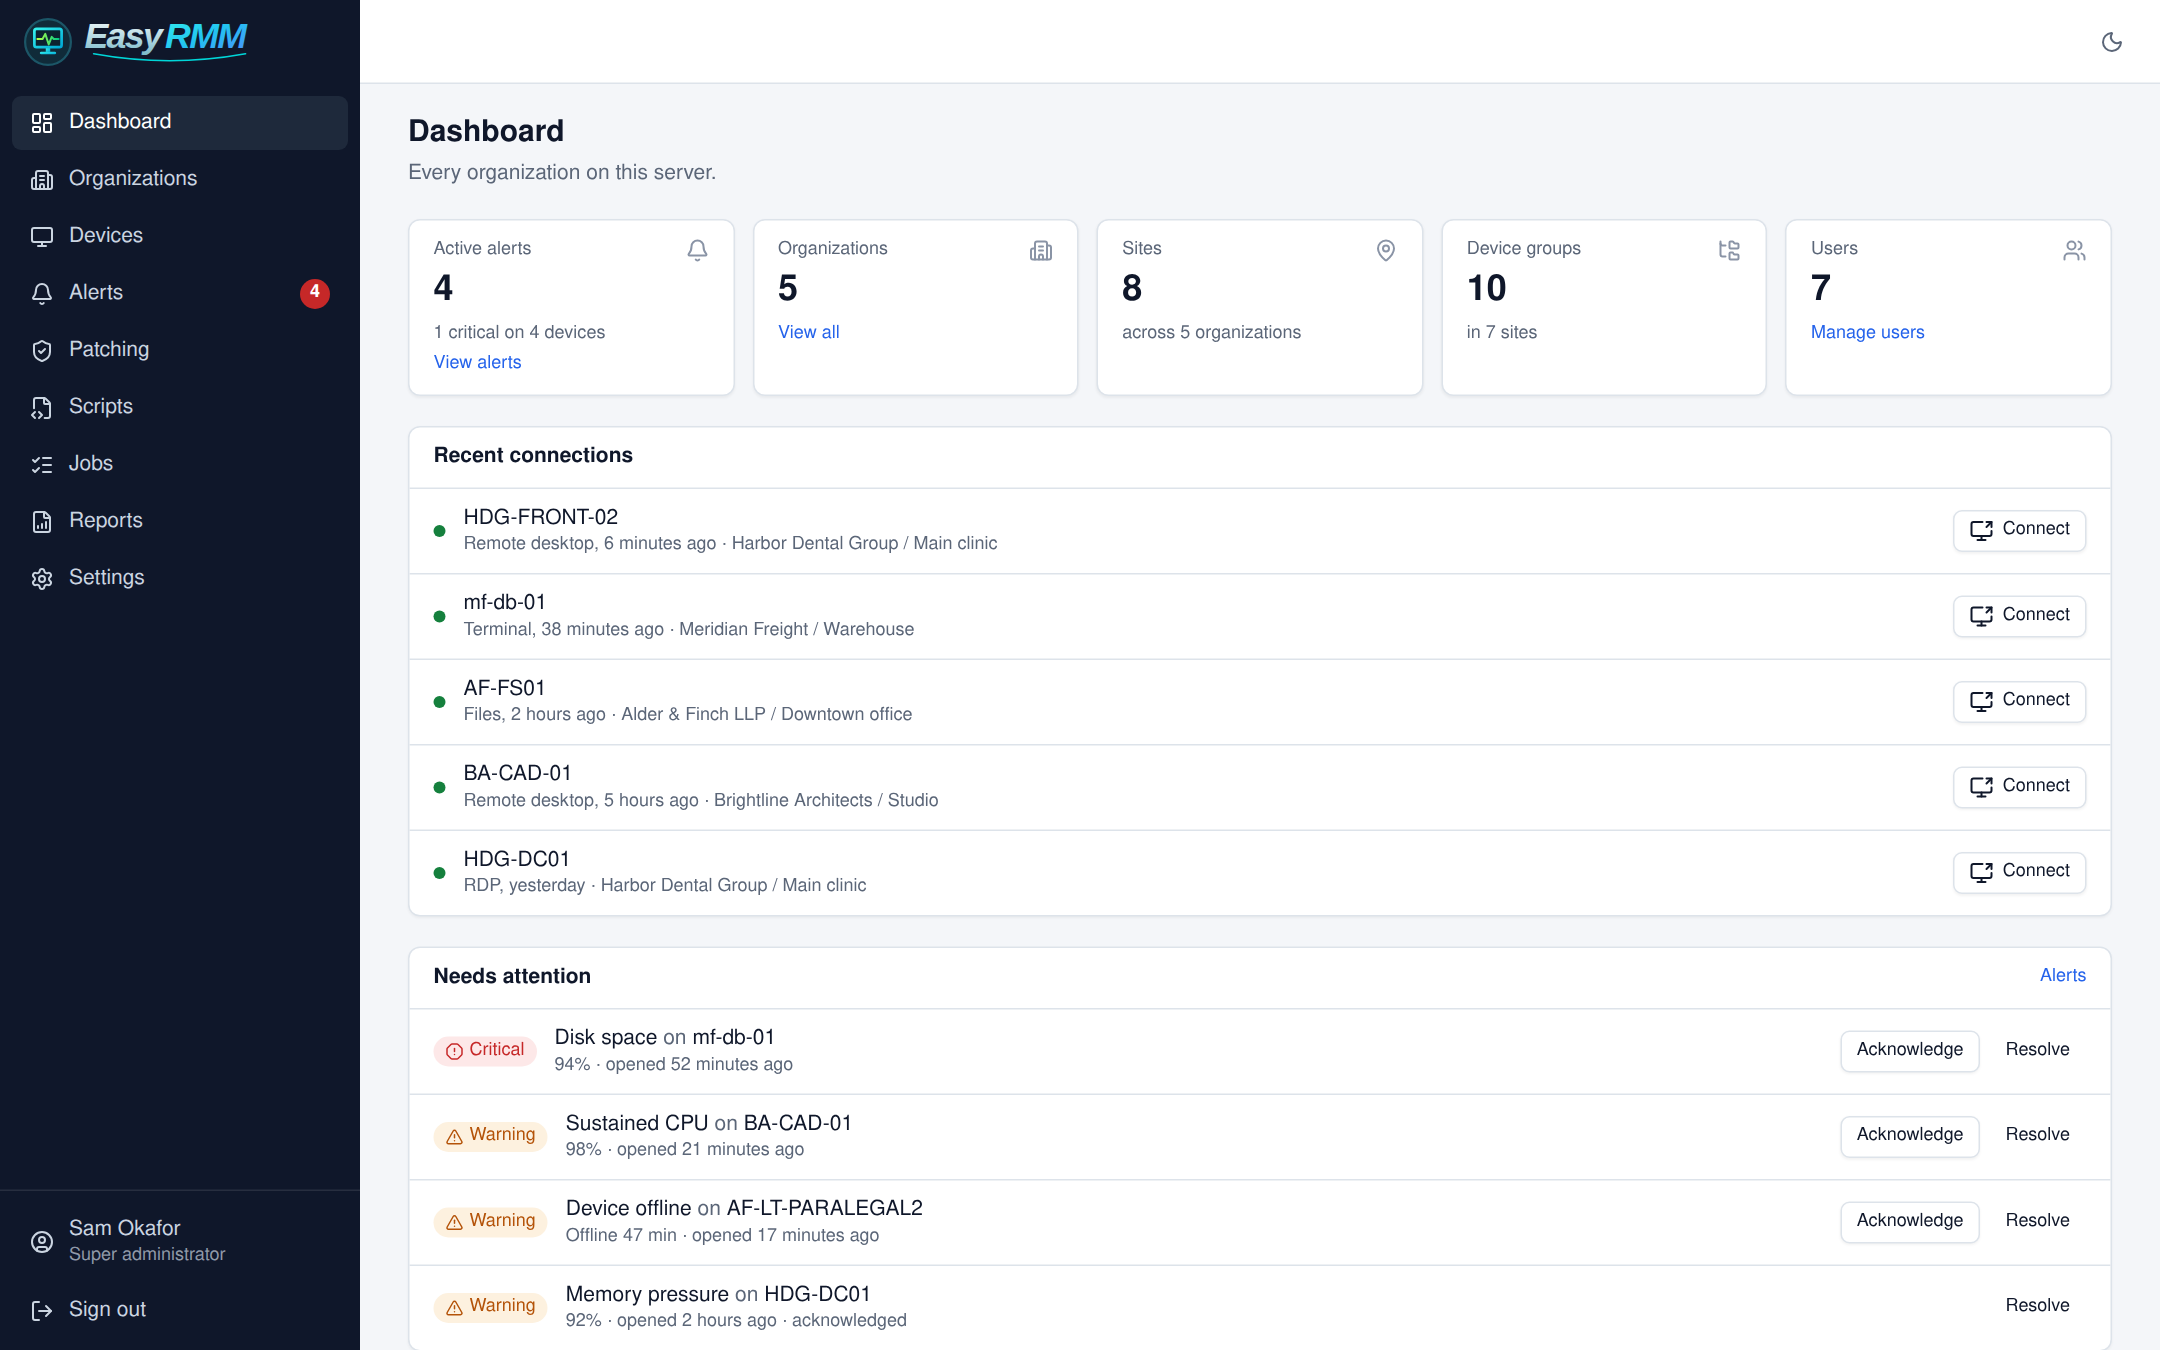 EasyRMM
Dashboard
Organizations
Devices
Alerts
4
Patching
Scripts
Jobs
Reports
Settings
Sam Okafor
Super administrator
Sign out
Dashboard
Every organization on this server.
Active alerts
4
1 critical on 4 devices
View alerts
Organizations
5
View all
Sites
8
across 5 organizations
Device groups
10
in 7 sites
Users
7
Manage users
Recent connections
HDG-FRONT-02
Remote desktop, 6 minutes ago · Harbor Dental Group / Main clinic
Connect
mf-db-01
Terminal, 38 minutes ago · Meridian Freight / Warehouse
Connect
AF-FS01
Files, 2 hours ago · Alder & Finch LLP / Downtown office
Connect
BA-CAD-01
Remote desktop, 5 hours ago · Brightline Architects / Studio
Connect
HDG-DC01
RDP, yesterday · Harbor Dental Group / Main clinic
Connect
Needs attention
Alerts
Critical
Disk space on mf-db-01
94% · opened 52 minutes ago
Acknowledge
Resolve
Warning
Sustained CPU on BA-CAD-01
98% · opened 21 minutes ago
Acknowledge
Resolve
Warning
Device offline on AF-LT-PARALEGAL2
Offline 47 min · opened 17 minutes ago
Acknowledge
Resolve
Warning
Memory pressure on HDG-DC01
92% · opened 2 hours ago · acknowledged
Resolve